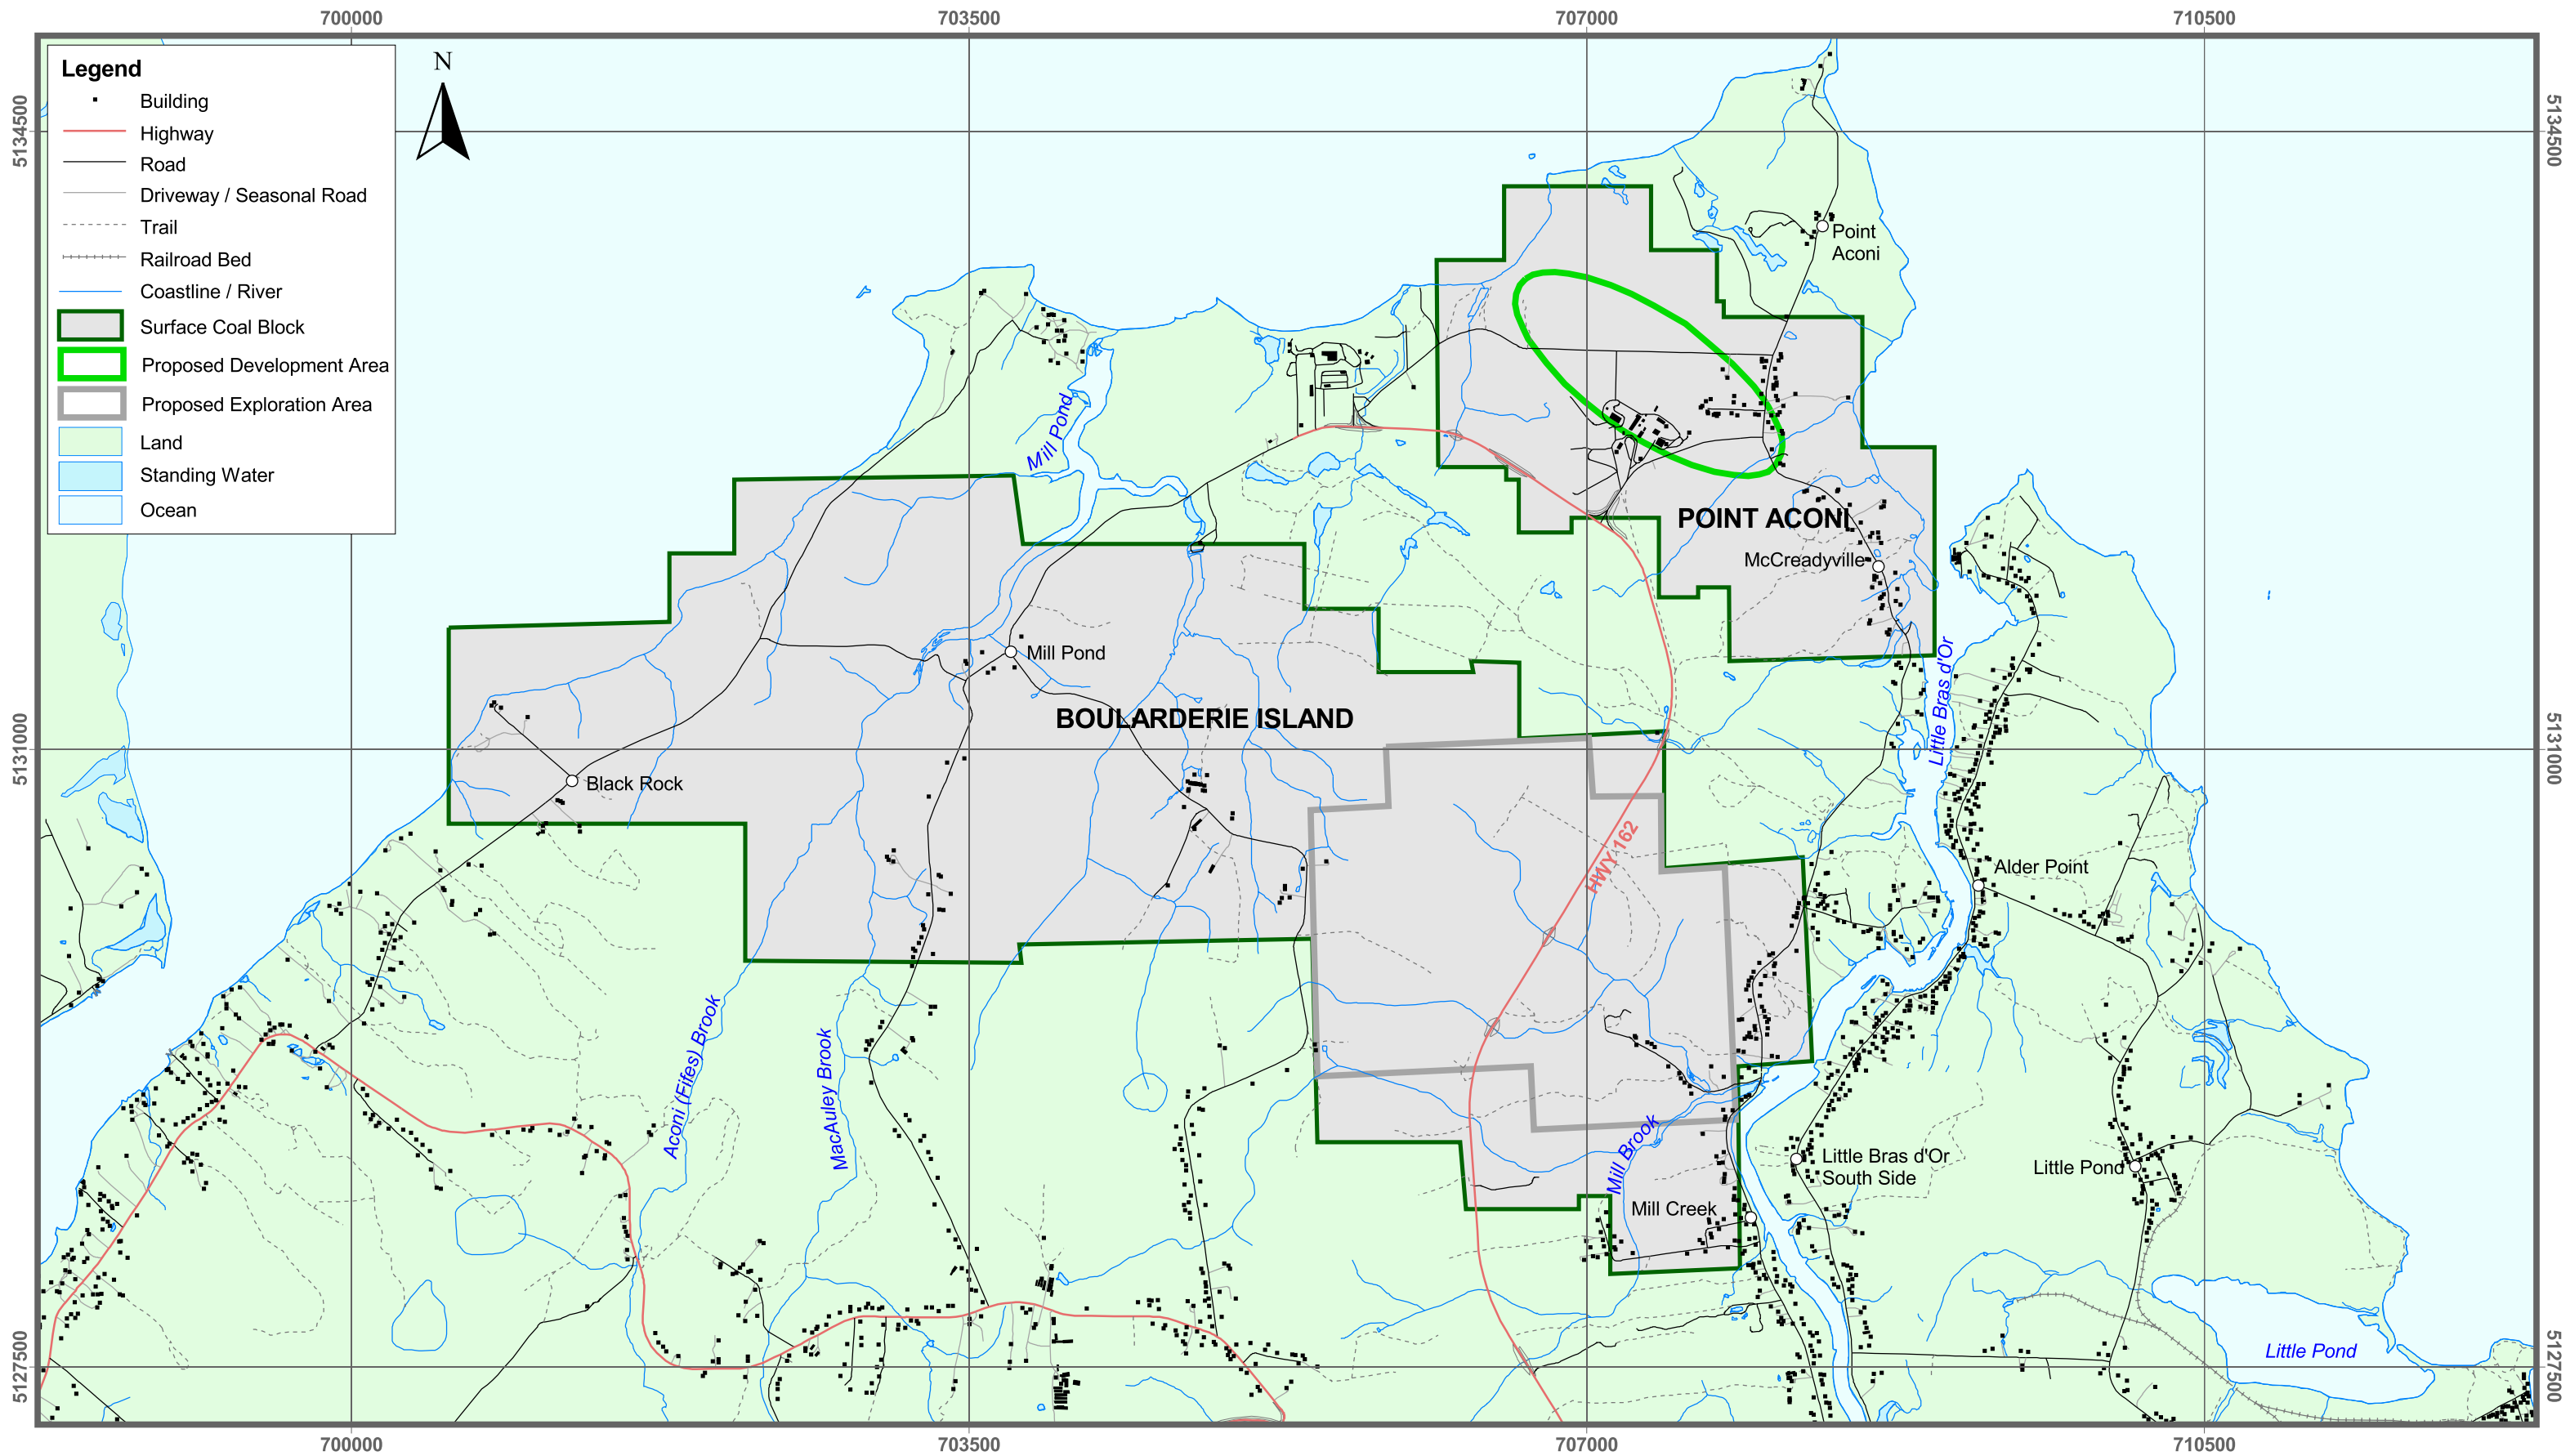 700000
703500
707000
710500
Legend
Building
Highway
Road
Driveway / Seasonal Road
Trail
Railroad Bed
Coastline / River
Surface Coal Block
Proposed Development Area
Proposed Exploration Area
Land
Standing Water
Ocean
N
5134500
5134500
Point
Aconi
Mill Pond
POINT ACONI
McCreadyville
Mill Pond
Little Bras d'Or
BOULARDERIE ISLAND
5131000
5131000
Black Rock
HWY 162
Alder Point
Aconi (Fifes) Brook
MacAuley Brook
Mill Brook
Little Bras d'Or
South Side
Little Pond
Mill Creek
Little Pond
5127500
5127500
700000
703500
707000
710500